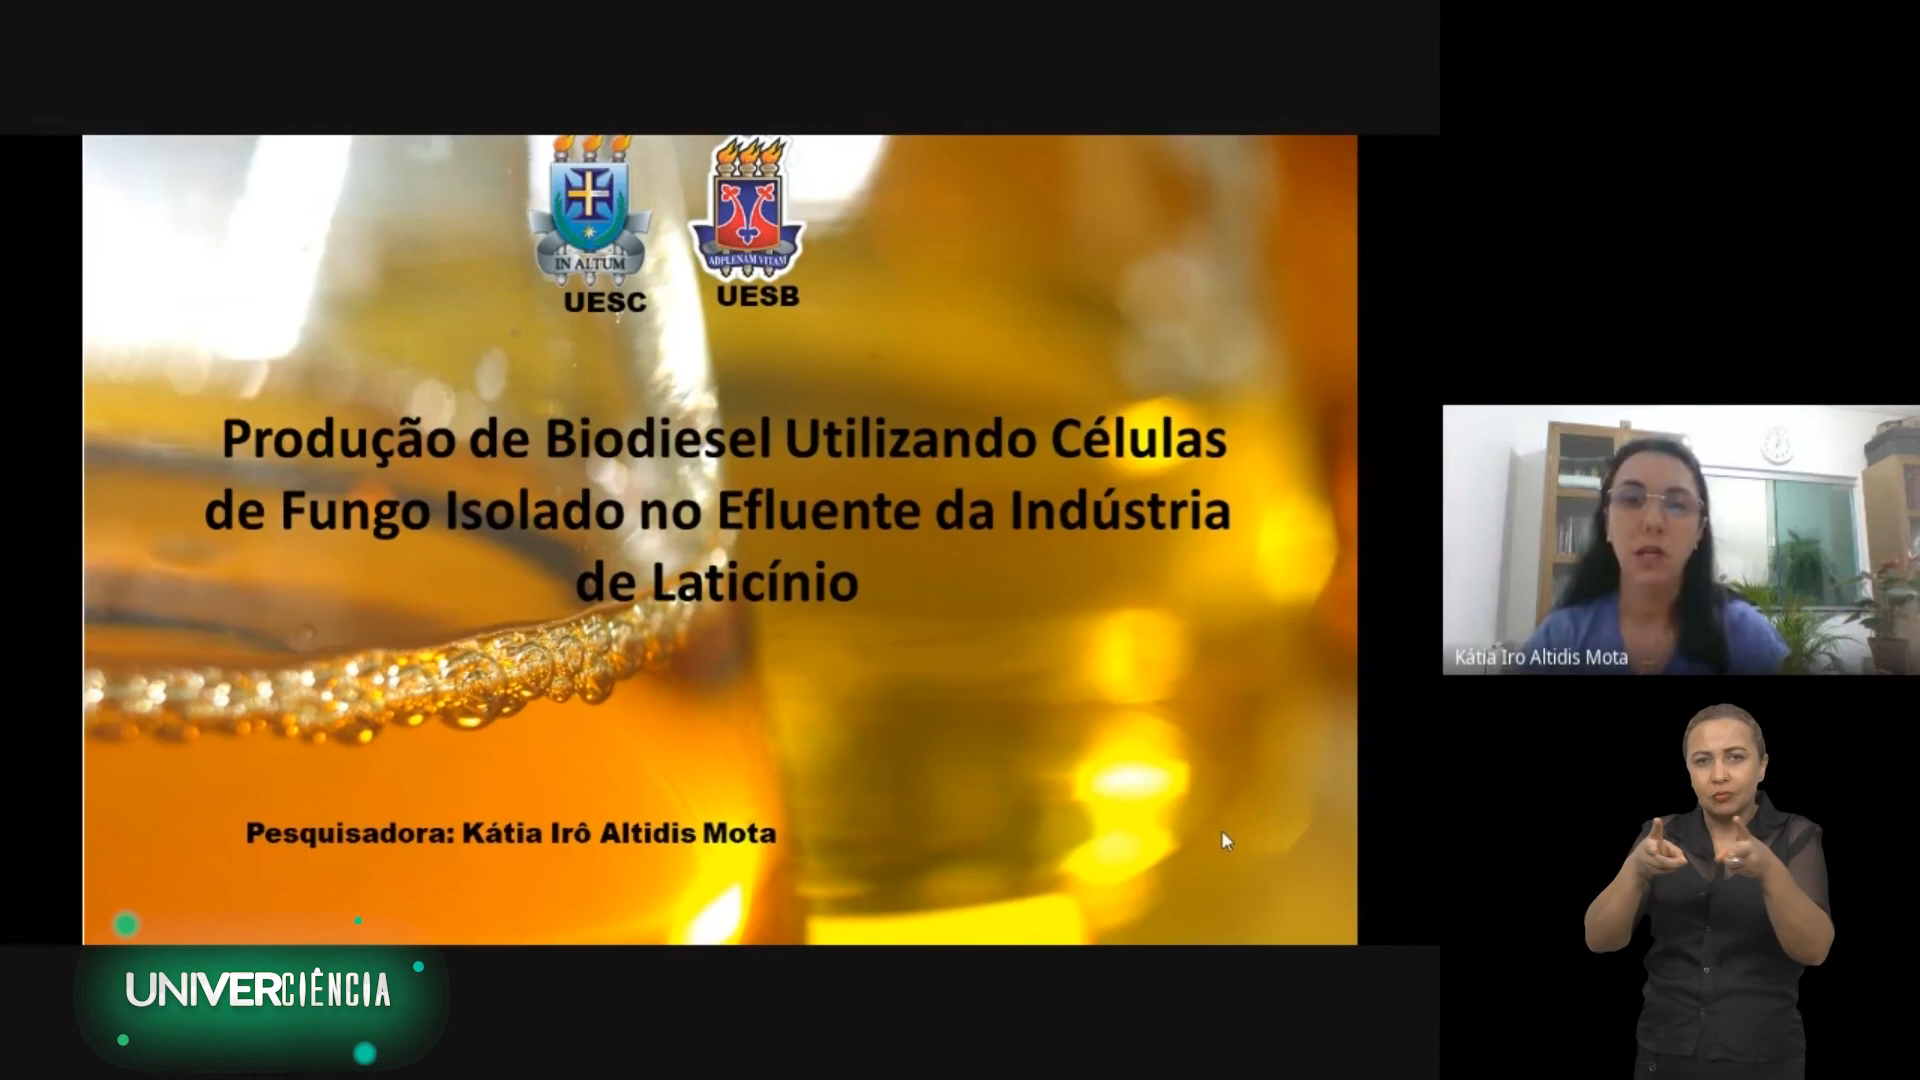 IN ALTUM
UESC
ADPLENAM VITAM
UESB
Produção de Biodiesel Utilizando Células
de Fungo Isolado no Efluente da Indústria
de Laticínio
Pesquisadora: Kátia Irô Altidis Mota
Kátia Iro Altidis Mota
UNIVERCIÊNCIA